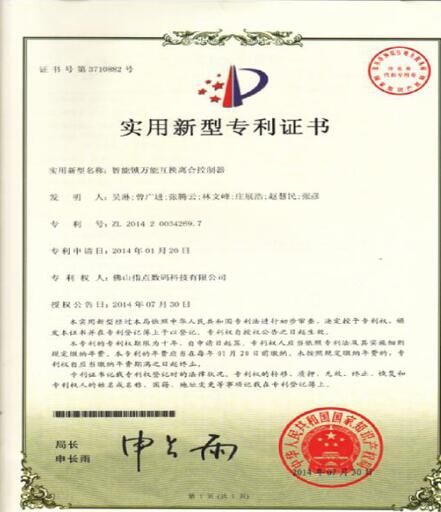 证书号第3710882号
实用新型专利证书
实用新型名称：智能锁万能互换离合控制器
发 明 人：吴琳;曾广进;张腾云;林文峰;庄展浩;赵慧民;张彦
专 利 号：ZL 2014 2 0034269.7
专利申请日：2014年01月20日
专 利 权 人：佛山指点数码科技有限公司
授权公告日：2014年07月30日
本实用新型经过本局依照中华人民共和国专利法进行初步审查，决定授予专利权，颁
发本证书并在专利登记簿上予以登记。专利权自授权公告之日起生效。
本专利的专利权期限为十年，自申请日起算。专利权人应当依照专利法及其实施细则
规定缴纳年费。本专利的年费应当在每年01月20日前缴纳。未按照规定缴纳年费的，专
利权自应当缴纳年费期满之日起终止。
专利证书记载专利权登记时的法律状况。专利权的转移、质押、无效、终止、恢复和
专利权人的姓名或名称、国籍、地址变更等事项记载在专利登记簿上。
局长
申长雨
申长雨
中华人民共和国国家知识产权局
2014年07月30日
第1页(共1页)